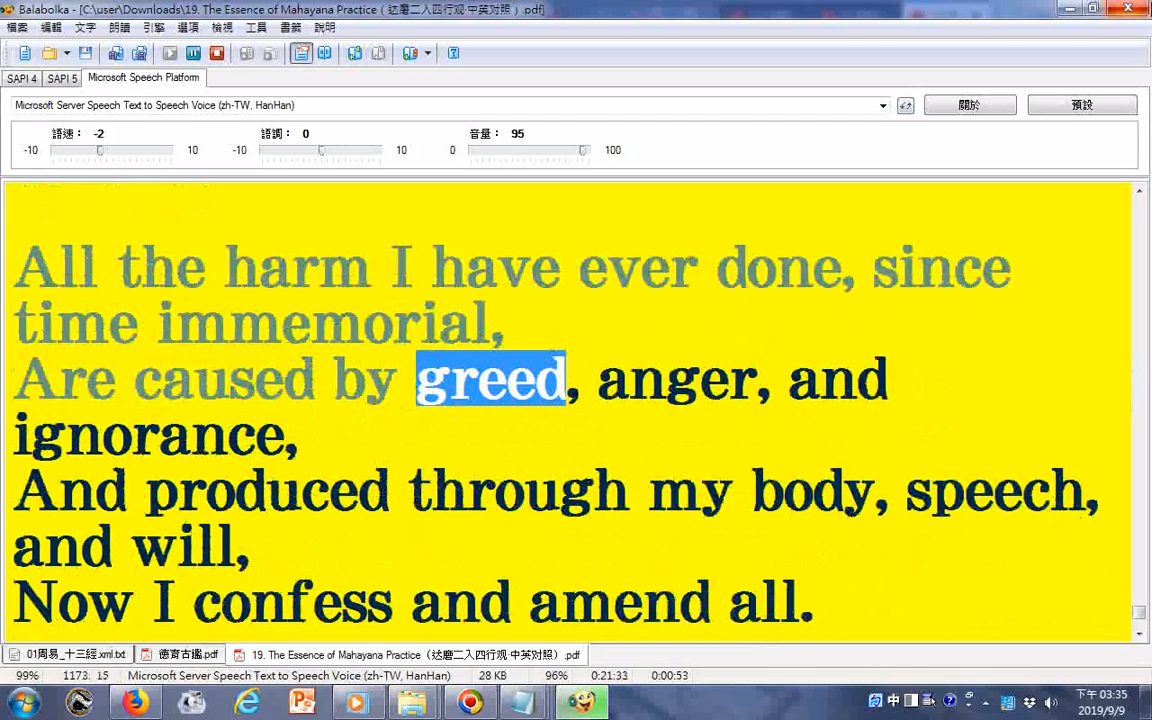 Balabolka - [C:\user\Downloads\19. The Essence of Mahayana Practice（达磨二入四行观·中英对照）.pdf]
檔案 編輯 文字 朗讀 引擎 選項 檢視 工具 書籤 說明
SAPI 4 SAPI 5 Microsoft Speech Platform
Microsoft Server Speech Text to Speech Voice (zh-TW, HanHan) 關於 預設
語速： -2 語調： 0 音量： 95
-10 10 -10 10 0 100
All the harm I have ever done, since
time immemorial,
Are caused by greed, anger, and
ignorance,
And produced through my body, speech,
and will,
Now I confess and amend all.
01周易_十三經.xml.txt 德育古鑑.pdf 19. The Essence of Mahayana Practice（达磨二入四行观·中英对照）.pdf
99% 1173: 15 Microsoft Server Speech Text to Speech Voice (zh-TW, HanHan) 28 KB 96% 0:21:33 0:00:53
中 下午 03:35
2019/9/9